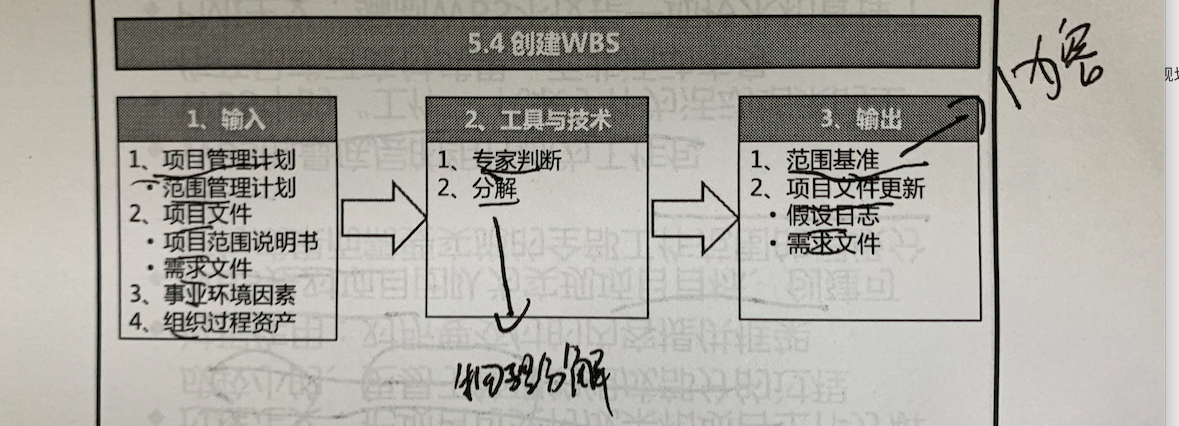 5.4 创建WBS
1、输入
1、项目管理计划
·范围管理计划
2、项目文件
·项目范围说明书
·需求文件
3、事业环境因素
4、组织过程资产
2、工具与技术
1、专家判断
2、分解
3、输出
1、范围基准
2、项目文件更新
·假设日志
·需求文件
内容
分解